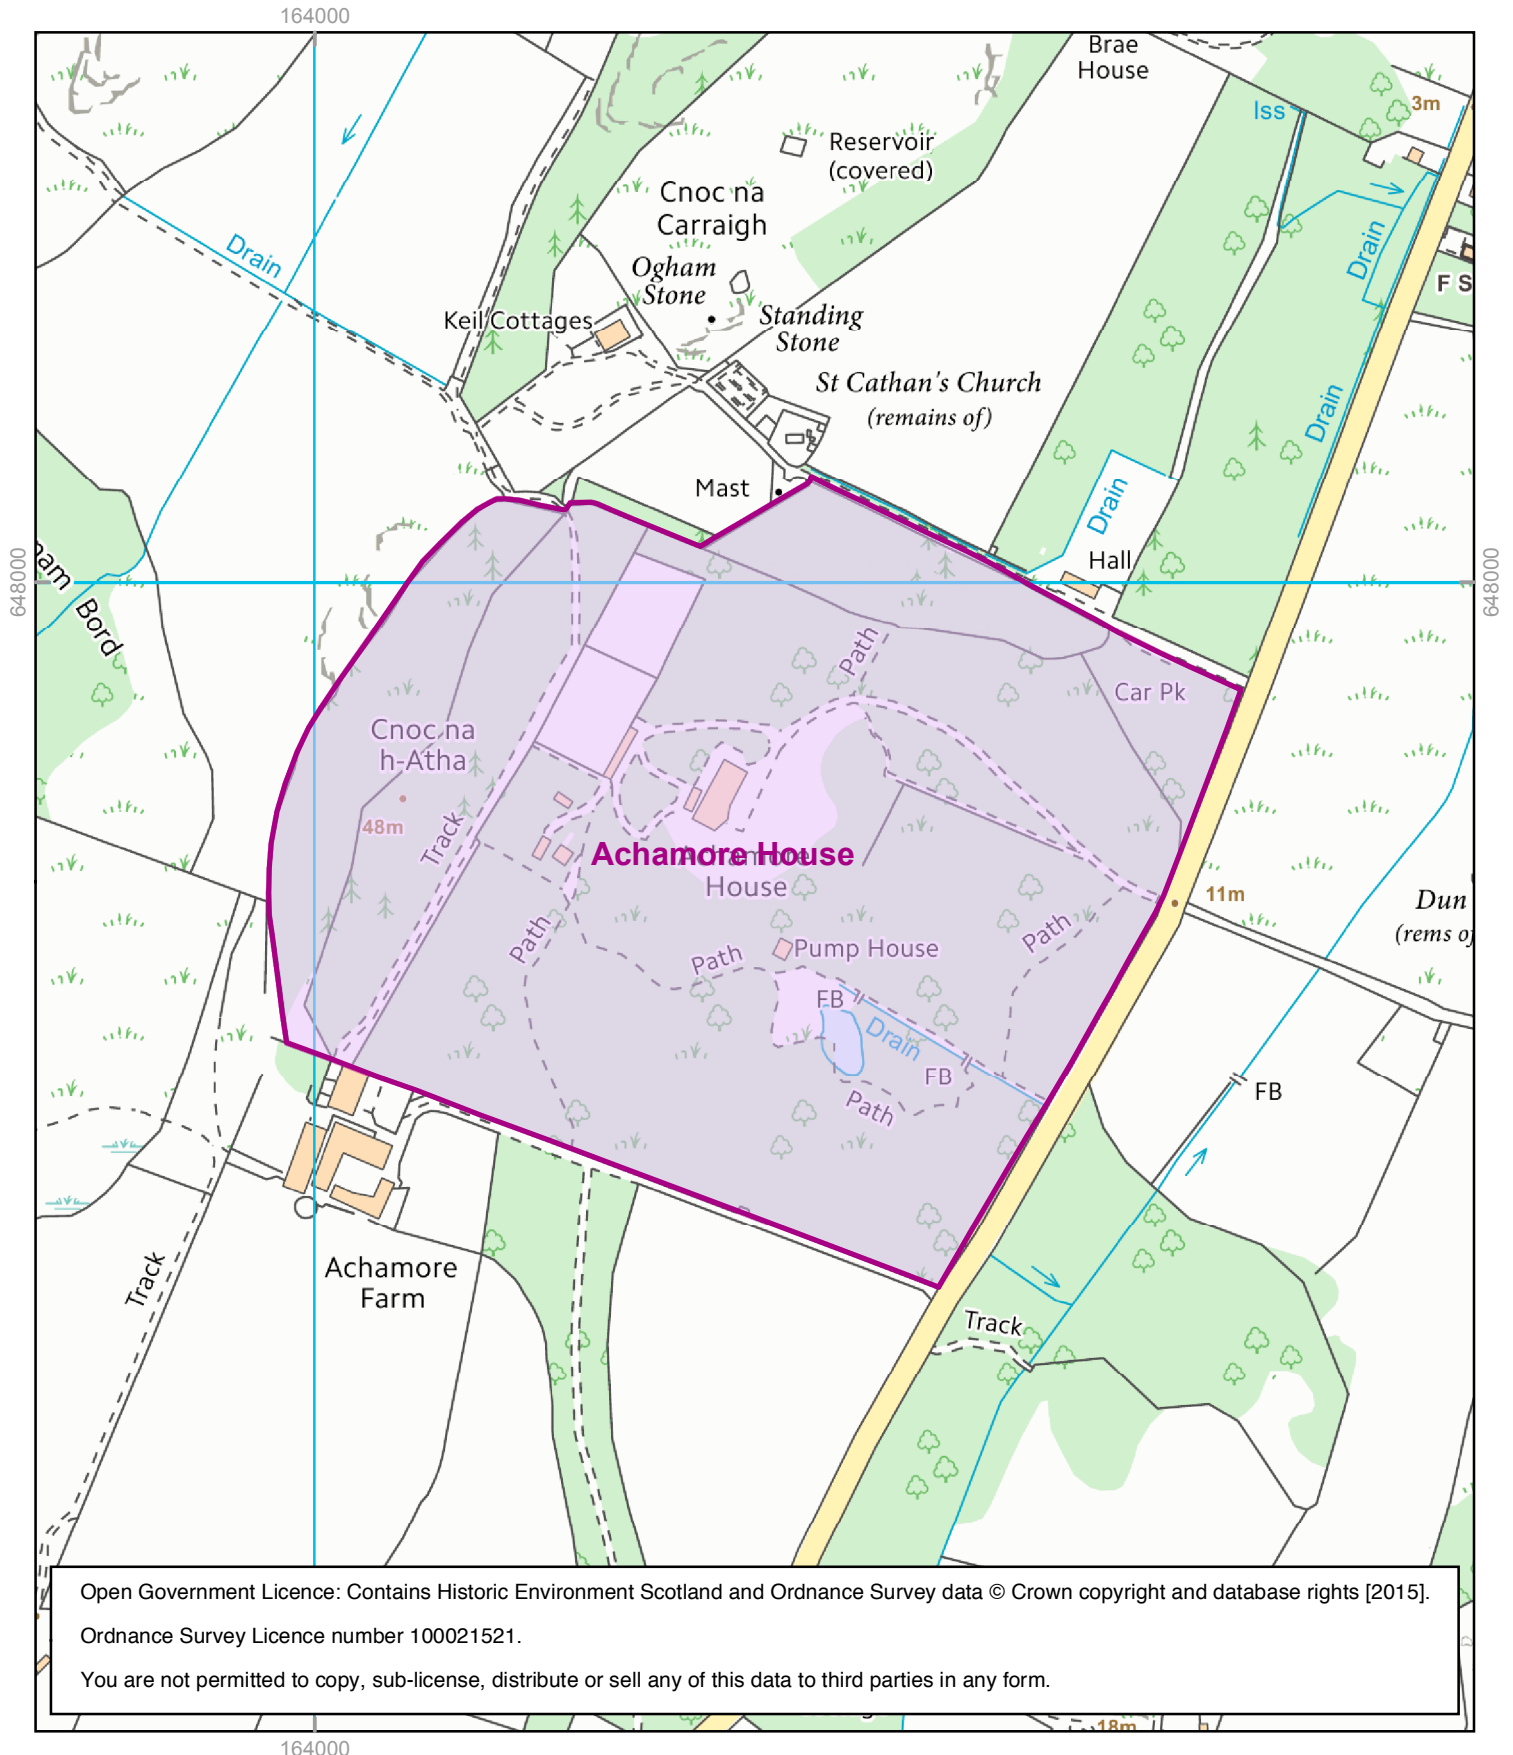 164000
Brae
House
Iss
3m
Reservoir
(covered)
Cnoc na
Carraigh
Drain
Drain
Ogham
Stone
F S
Keil Cottages
Standing
Stone
St Cathan's Church
(remains of)
Drain
Mast
Drain
Hall
648000
648000
Bord
Path
Car Pk
Cnoc na
h-Atha
48m
Track
Achamore House
Achamore
House
11m
Dun
(rems of
Path
Path
Pump House
Path
FB
Drain
FB
Path
FB
Track
Achamore
Farm
Track
Open Government Licence: Contains Historic Environment Scotland and Ordnance Survey data © Crown copyright and database rights [2015].
Ordnance Survey Licence number 100021521.
You are not permitted to copy, sub-license, distribute or sell any of this data to third parties in any form.
18m
164000